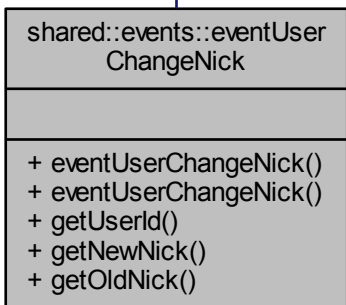 shared::events::eventUser
ChangeNick
+ eventUserChangeNick()
+ eventUserChangeNick()
+ getUserId()
+ getNewNick()
+ getOldNick()